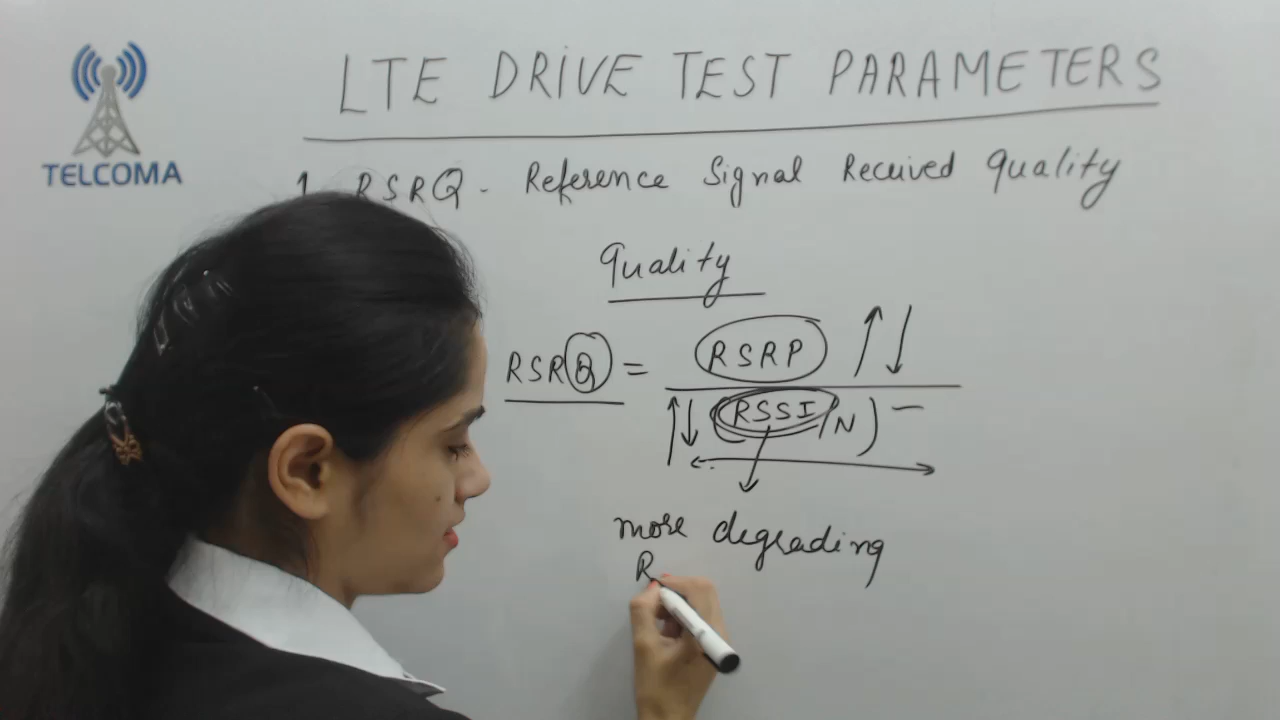 LTE DRIVE TEST PARAMETERS
TELCOMA
1. RSRQ - Reference Signal Received Quality
Quality
RSRQ = RSRP
(RSSI/N)
more degrading
R